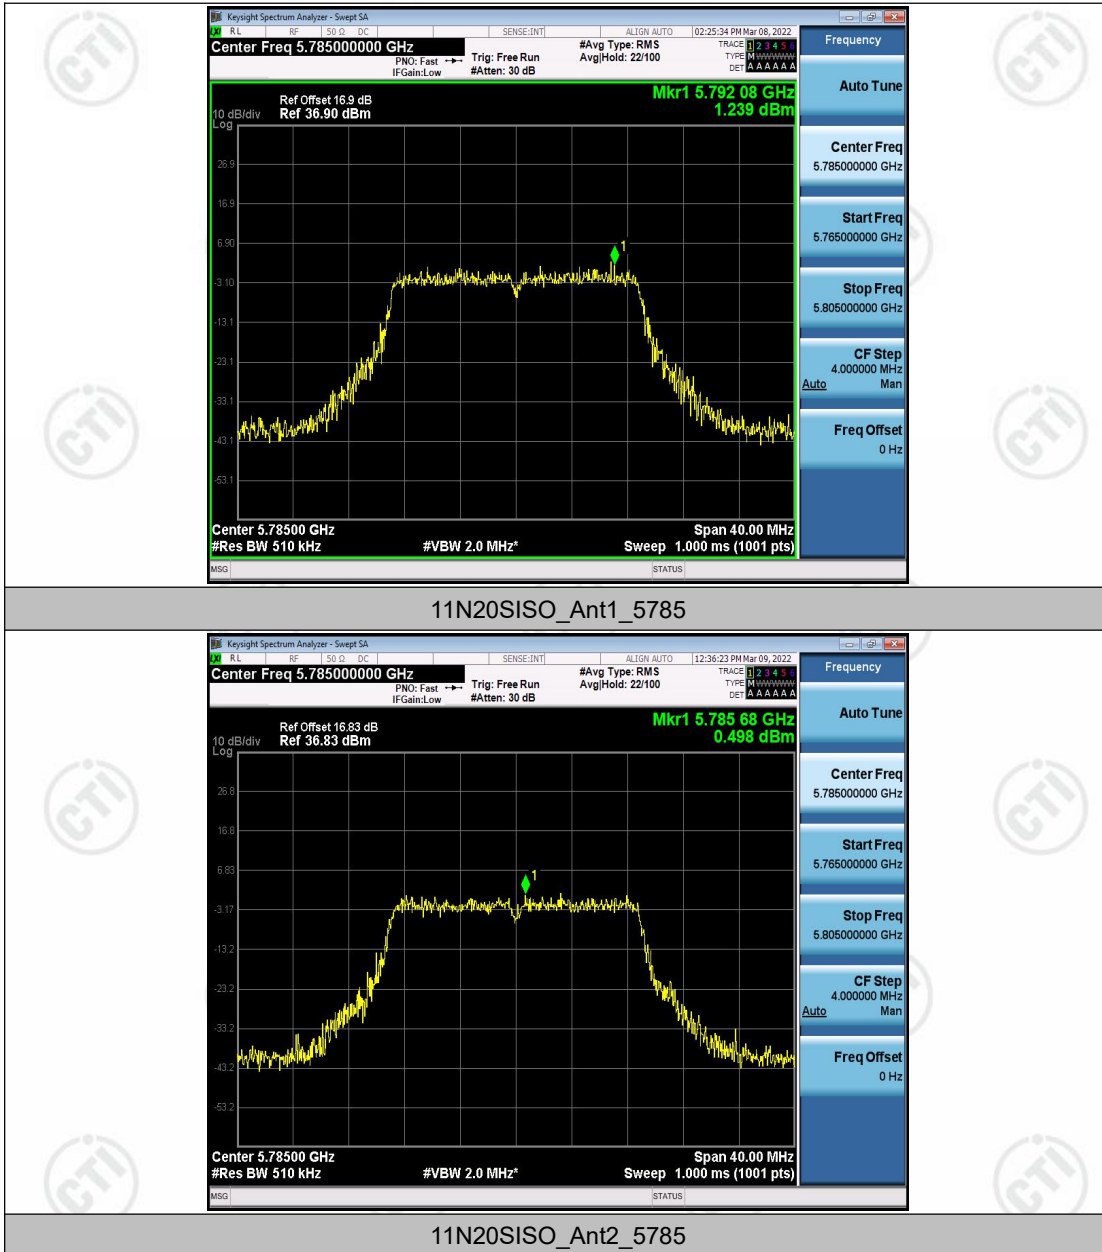 Keysight Spectrum Analyzer - Swept SA
LXI RL RF 50 Ω DC SENSE:INT ALIGN AUTO 02:25:34 PM Mar 08, 2022
Center Freq 5.785000000 GHz
PNO: Fast
IFGain:Low
Trig: Free Run
#Atten: 30 dB
#Avg Type: RMS
Avg|Hold: 22/100
TRACE 1 2 3 4 5 6
TYPE M WWWWW
DET A A A A A A
Mkr1 5.792 08 GHz
1.239 dBm
Ref Offset 16.9 dB
10 dB/div Ref 36.90 dBm
Log
26.9
16.9
6.90
-3.10
-13.1
-23.1
-33.1
-43.1
-53.1
1
Center 5.78500 GHz Span 40.00 MHz
#Res BW 510 kHz #VBW 2.0 MHz* Sweep 1.000 ms (1001 pts)
MSG STATUS
Frequency
Auto Tune
Center Freq
5.785000000 GHz
Start Freq
5.765000000 GHz
Stop Freq
5.805000000 GHz
CF Step
4.000000 MHz
Auto Man
Freq Offset
0 Hz
11N20SISO_Ant1_5785
Keysight Spectrum Analyzer - Swept SA
LXI RL RF 50 Ω DC SENSE:INT ALIGN AUTO 12:36:23 PM Mar 09, 2022
Center Freq 5.785000000 GHz
PNO: Fast
IFGain:Low
Trig: Free Run
#Atten: 30 dB
#Avg Type: RMS
Avg|Hold: 22/100
TRACE 1 2 3 4 5 6
TYPE M WWWWW
DET A A A A A A
Mkr1 5.785 68 GHz
0.498 dBm
Ref Offset 16.83 dB
10 dB/div Ref 36.83 dBm
Log
26.8
16.8
6.83
-3.17
-13.2
-23.2
-33.2
-43.2
-53.2
1
Center 5.78500 GHz Span 40.00 MHz
#Res BW 510 kHz #VBW 2.0 MHz* Sweep 1.000 ms (1001 pts)
MSG STATUS
Frequency
Auto Tune
Center Freq
5.785000000 GHz
Start Freq
5.765000000 GHz
Stop Freq
5.805000000 GHz
CF Step
4.000000 MHz
Auto Man
Freq Offset
0 Hz
11N20SISO_Ant2_5785
CTI
CTI
CTI
CTI
CTI
CTI
CTI
CTI